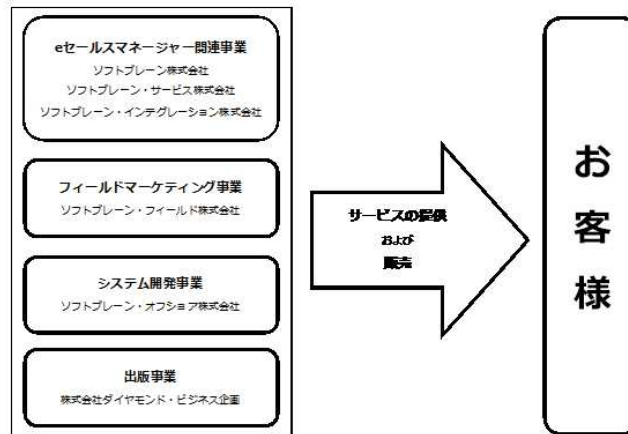 eセールスマネージャー関連事業
ソフトブレーン株式会社
ソフトブレーン・サービス株式会社
ソフトブレーン・インテグレーション株式会社
フィールドマーケティング事業
ソフトブレーン・フィールド株式会社
システム開発事業
ソフトブレーン・オフショア株式会社
出版事業
株式会社ダイヤモンド・ビジネス企画
サービスの提供
および
販売
お客様